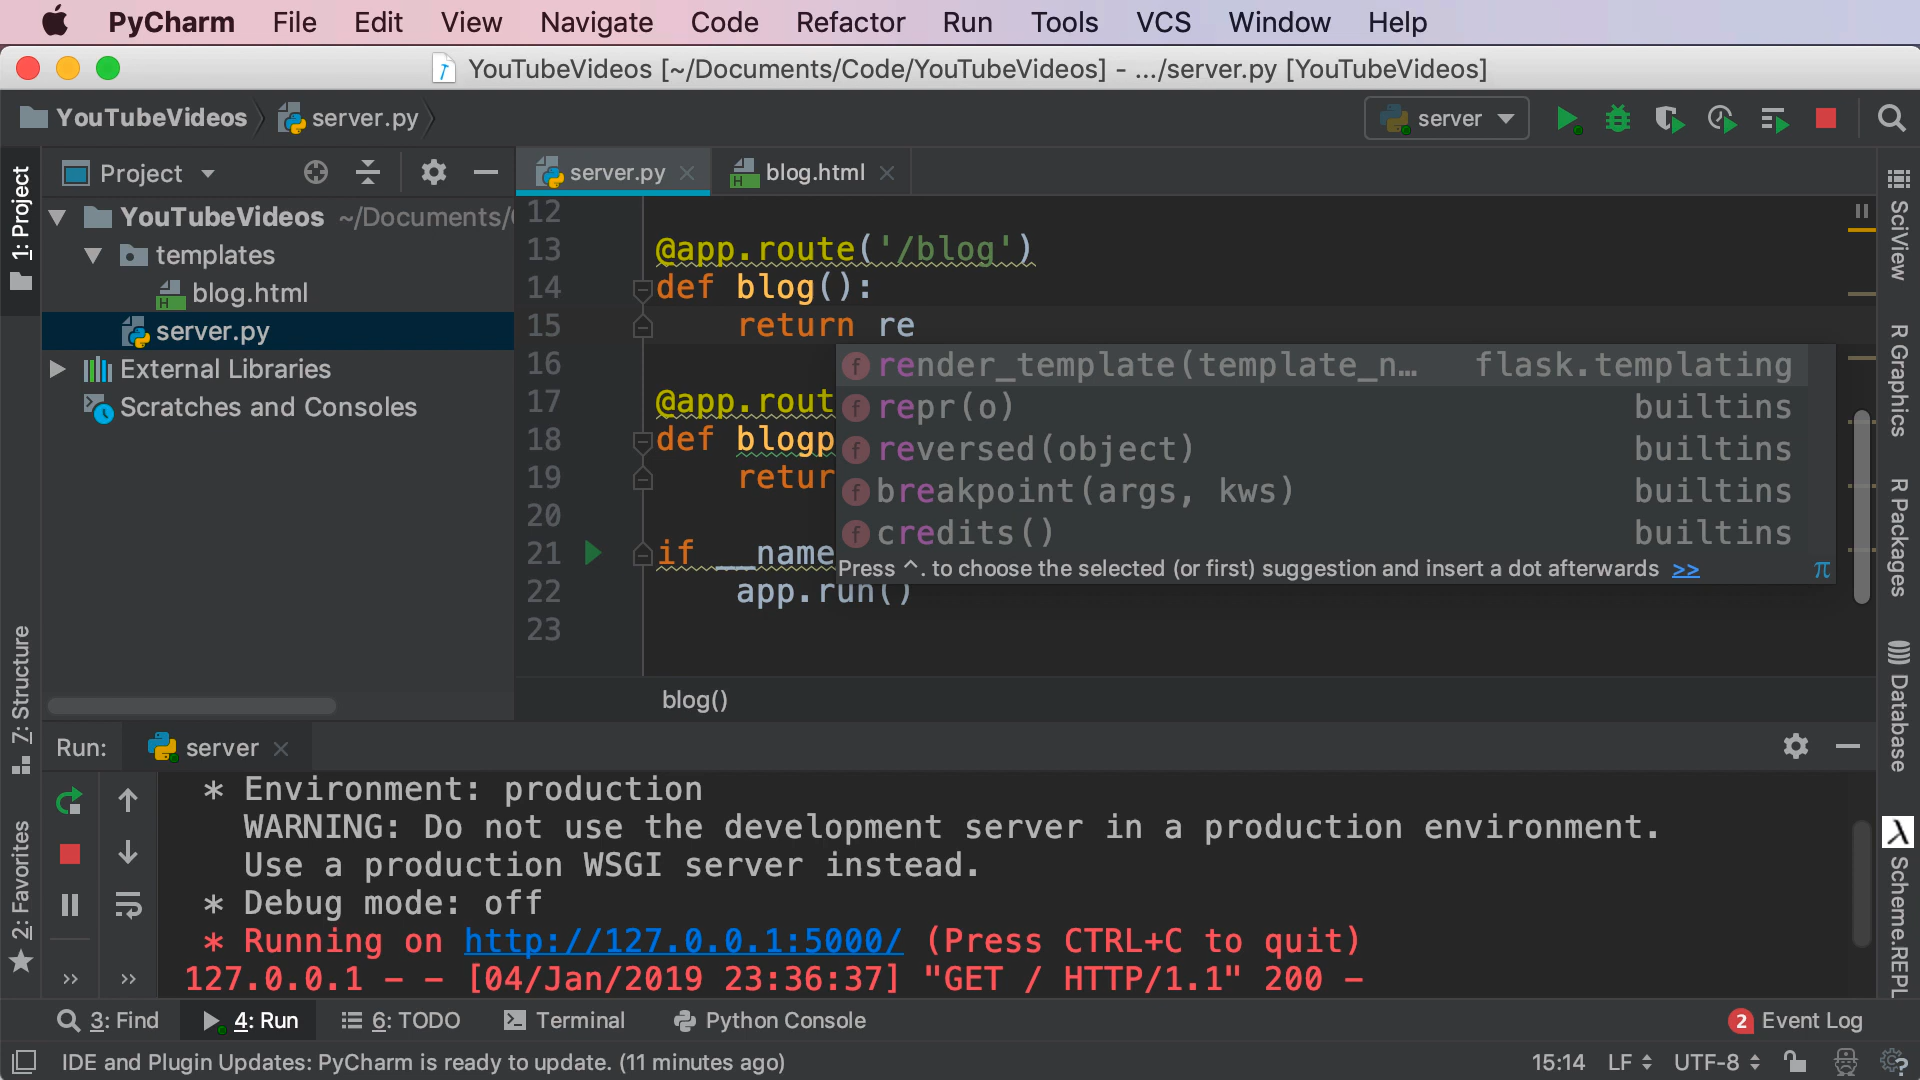 PyCharm File Edit View Navigate Code Refactor Run Tools VCS Window Help
YouTubeVideos [~/Documents/Code/YouTubeVideos] - .../server.py [YouTubeVideos]
YouTubeVideos server.py server
1: Project
Project
server.py blog.html
YouTubeVideos ~/Documents/
templates
blog.html
server.py
External Libraries
Scratches and Consoles
12
13 @app.route('/blog')
14 def blog():
15 return re
16
17 @app.rout
18 def blogp
19 retur
20
21 if __name
22 app.run()
23
render_template(template_n… flask.templating
repr(o) builtins
reversed(object) builtins
breakpoint(args, kws) builtins
credits() builtins
Press ^. to choose the selected (or first) suggestion and insert a dot afterwards >> π
blog()
SciView
R Graphics
R Packages
Database
Scheme.REPL
7: Structure
2: Favorites
Run: server
* Environment: production
WARNING: Do not use the development server in a production environment.
Use a production WSGI server instead.
* Debug mode: off
* Running on http://127.0.0.1:5000/ (Press CTRL+C to quit)
127.0.0.1 - - [04/Jan/2019 23:36:37] "GET / HTTP/1.1" 200 -
3: Find 4: Run 6: TODO Terminal Python Console 2 Event Log
IDE and Plugin Updates: PyCharm is ready to update. (11 minutes ago) 15:14 LF UTF-8